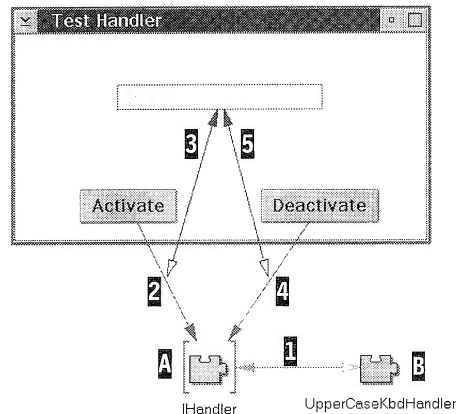 Test Handler
3
5
Activate
Deactivate
2
4
A
1
B
IHandler
UpperCaseKbdHandler